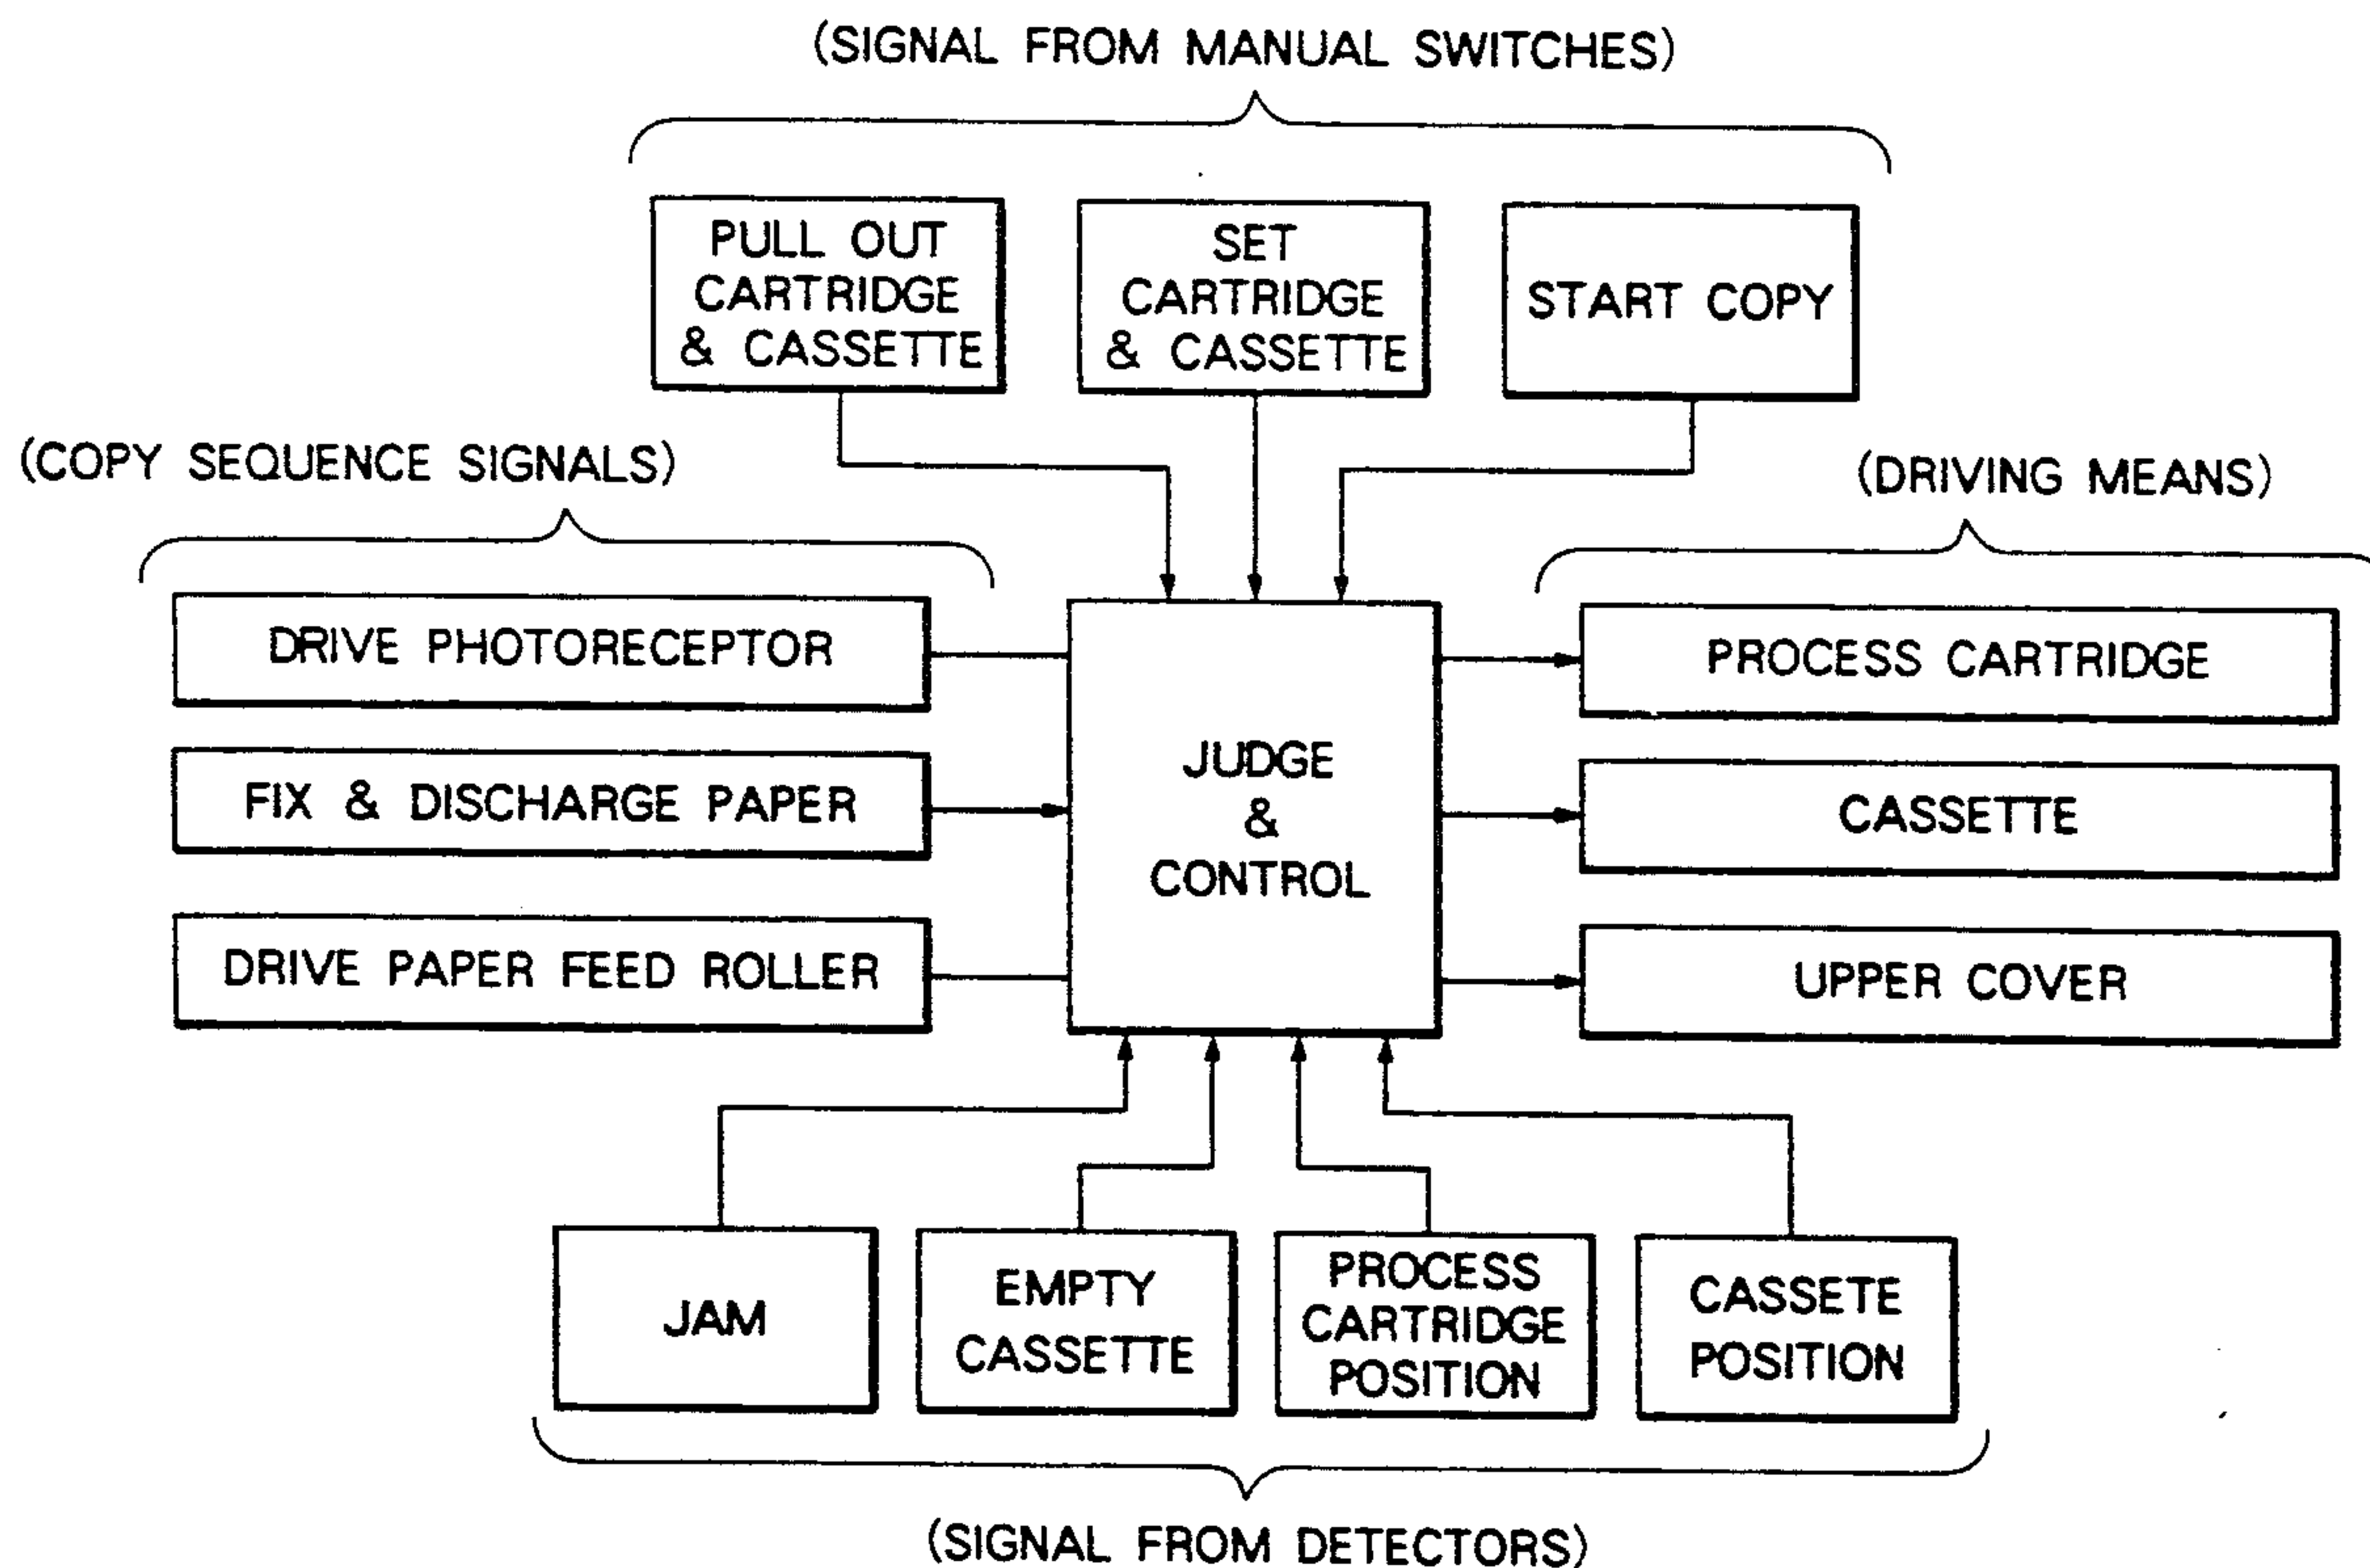 (SIGNAL FROM MANUAL SWITCHES)
PULL OUT
CARTRIDGE
& CASSETTE
SET
CARTRIDGE
& CASSETTE
START COPY
(COPY SEQUENCE SIGNALS)
(DRIVING MEANS)
DRIVE PHOTORECEPTOR
FIX & DISCHARGE PAPER
DRIVE PAPER FEED ROLLER
JUDGE
&
CONTROL
PROCESS CARTRIDGE
CASSETTE
UPPER COVER
JAM
EMPTY
CASSETTE
PROCESS
CARTRIDGE
POSITION
CASSETE
POSITION
(SIGNAL FROM DETECTORS)